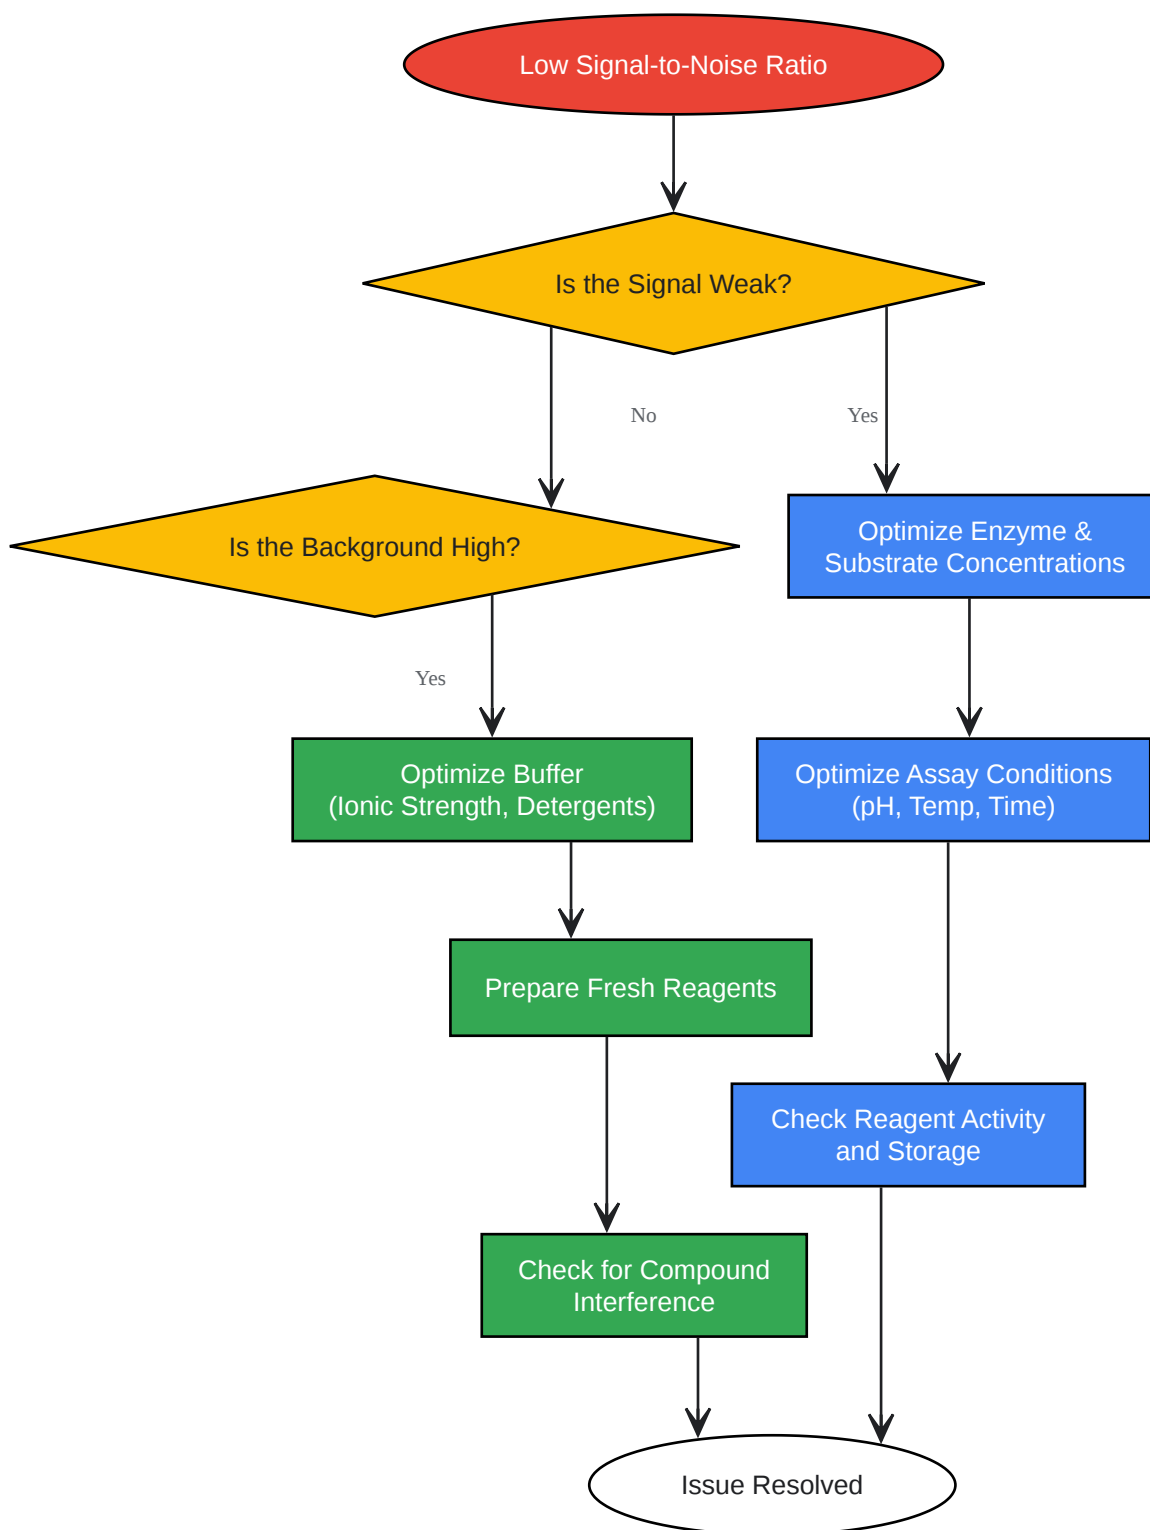 Low Signal-to-Noise Ratio
Is the Signal Weak?
No
Yes
Is the Background High?
Optimize Enzyme &
Substrate Concentrations
Yes
Optimize Buffer
(Ionic Strength, Detergents)
Optimize Assay Conditions
(pH, Temp, Time)
Prepare Fresh Reagents
Check Reagent Activity
and Storage
Check for Compound
Interference
Issue Resolved